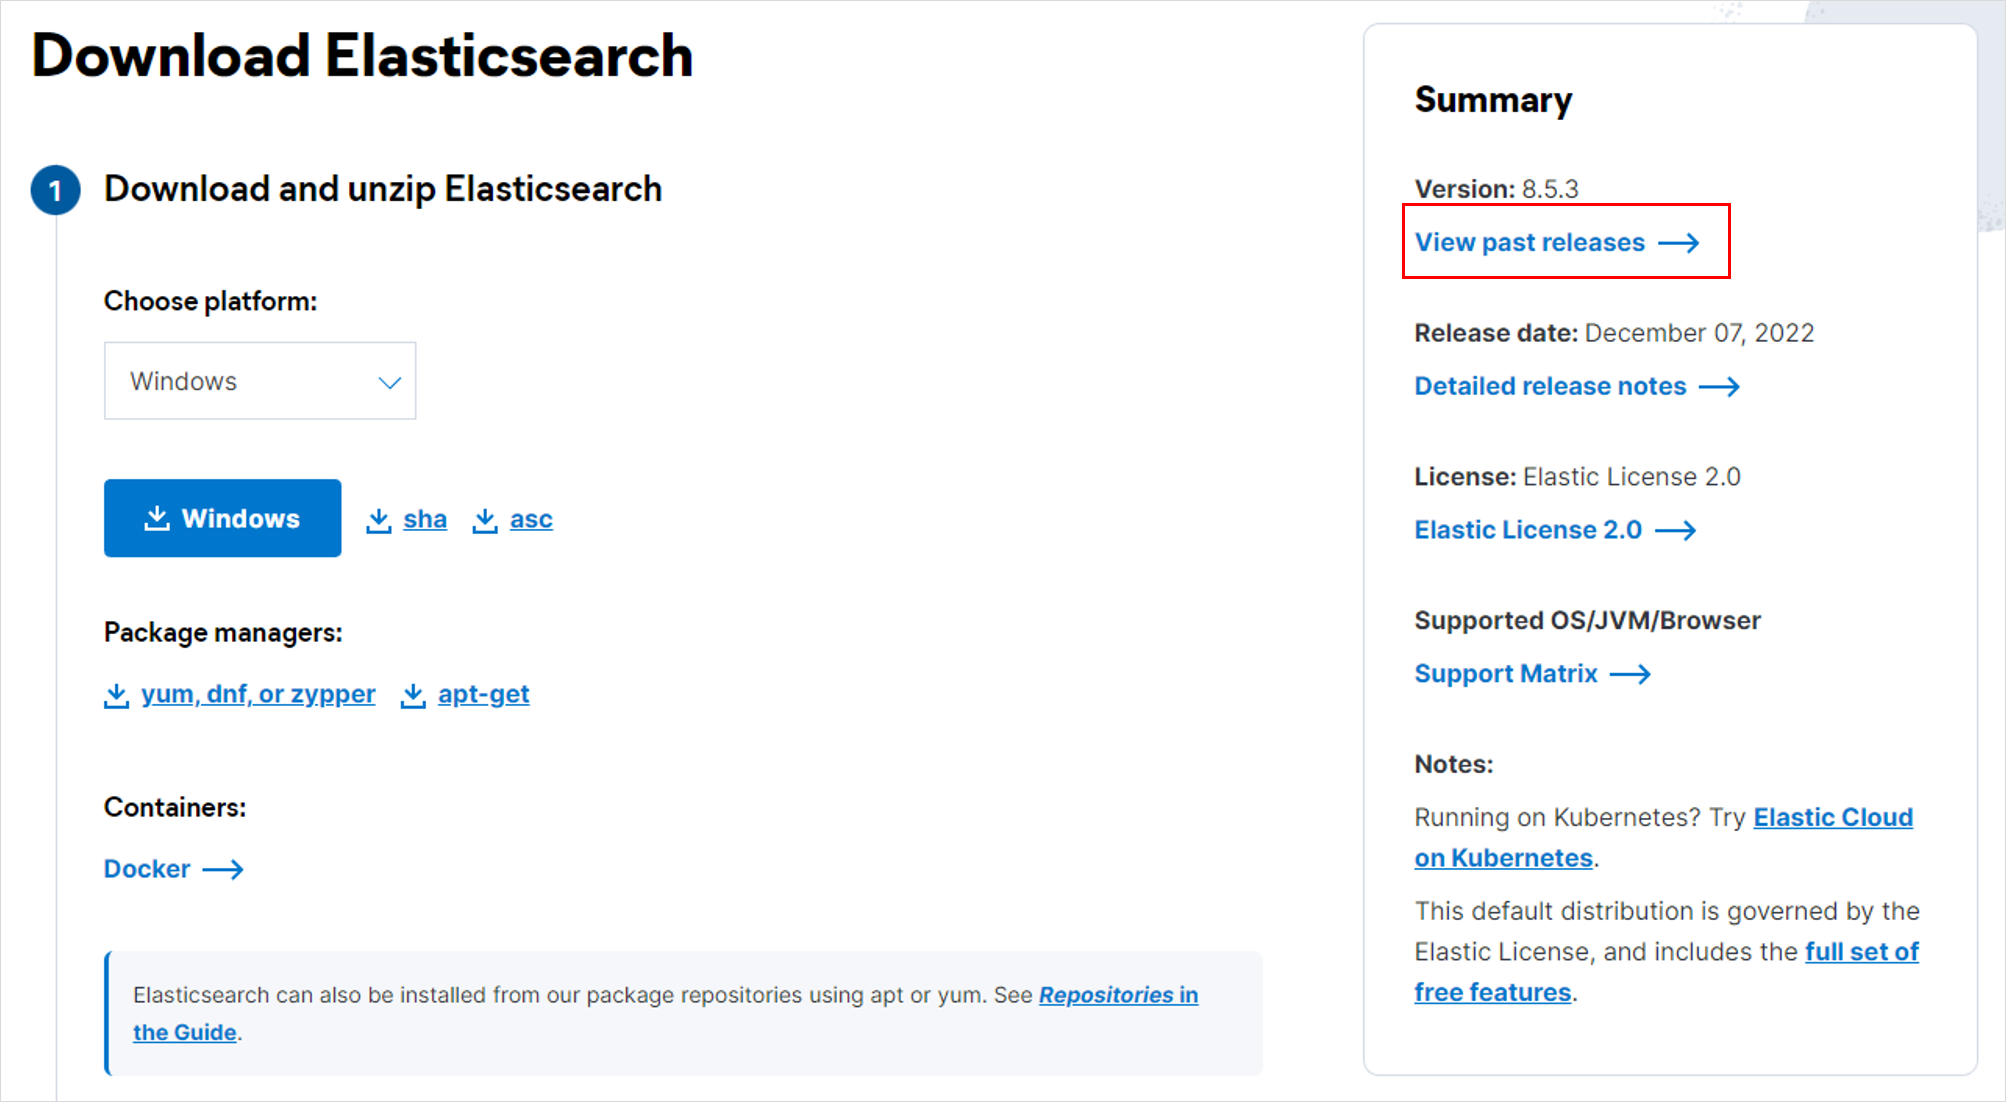 Download Elasticsearch
1 Download and unzip Elasticsearch
Choose platform:
Windows
Windows sha asc
Package managers:
yum, dnf, or zypper apt-get
Containers:
Docker
Elasticsearch can also be installed from our package repositories using apt or yum. See Repositories in
the Guide.
Summary
Version: 8.5.3
View past releases
Release date: December 07, 2022
Detailed release notes
License: Elastic License 2.0
Elastic License 2.0
Supported OS/JVM/Browser
Support Matrix
Notes:
Running on Kubernetes? Try Elastic Cloud
on Kubernetes.
This default distribution is governed by the
Elastic License, and includes the full set of
free features.